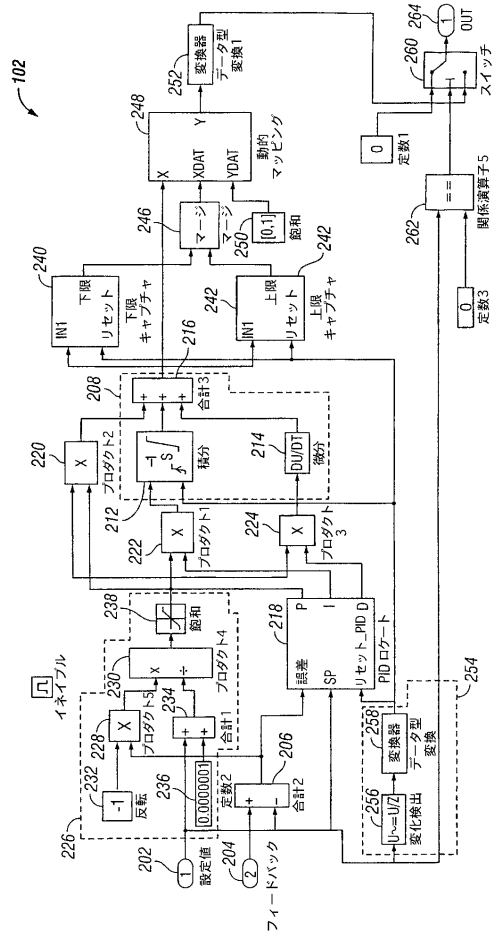 102
イネイブル
226
232
-1
反転
228
X
プロダクト5
230
×
÷
プロダクト4
238
飽和
234
+
+
合計1
236
0.0000001
定数2
202
1
設定値
204
2
フィードバック
206
+
−
合計2
218
誤差
SP
リセット_PID
P
I
D
PIDロケート
254
256
U~=U/Z
変化検出
258
変換器
データ型
変換
220
X
プロダクト2
222
X
プロダクト1
224
X
プロダクト
3
208
212
-1
S
積分
214
DU/DT
微分
216
+
+
+
合計3
240
IN1
下限
リセット
下限
キャプチャ
242
IN1
上限
リセット
242
上限
キャプチャ
246
マージ
マージ
250
[0,1]
飽和
248
X
XDAT
YDAT
Y
動的
マッピング
252
変換器
データ型
変換1
0
定数1
0
定数3
262
==
関係演算子5
260
スイッチ
264
1
OUT